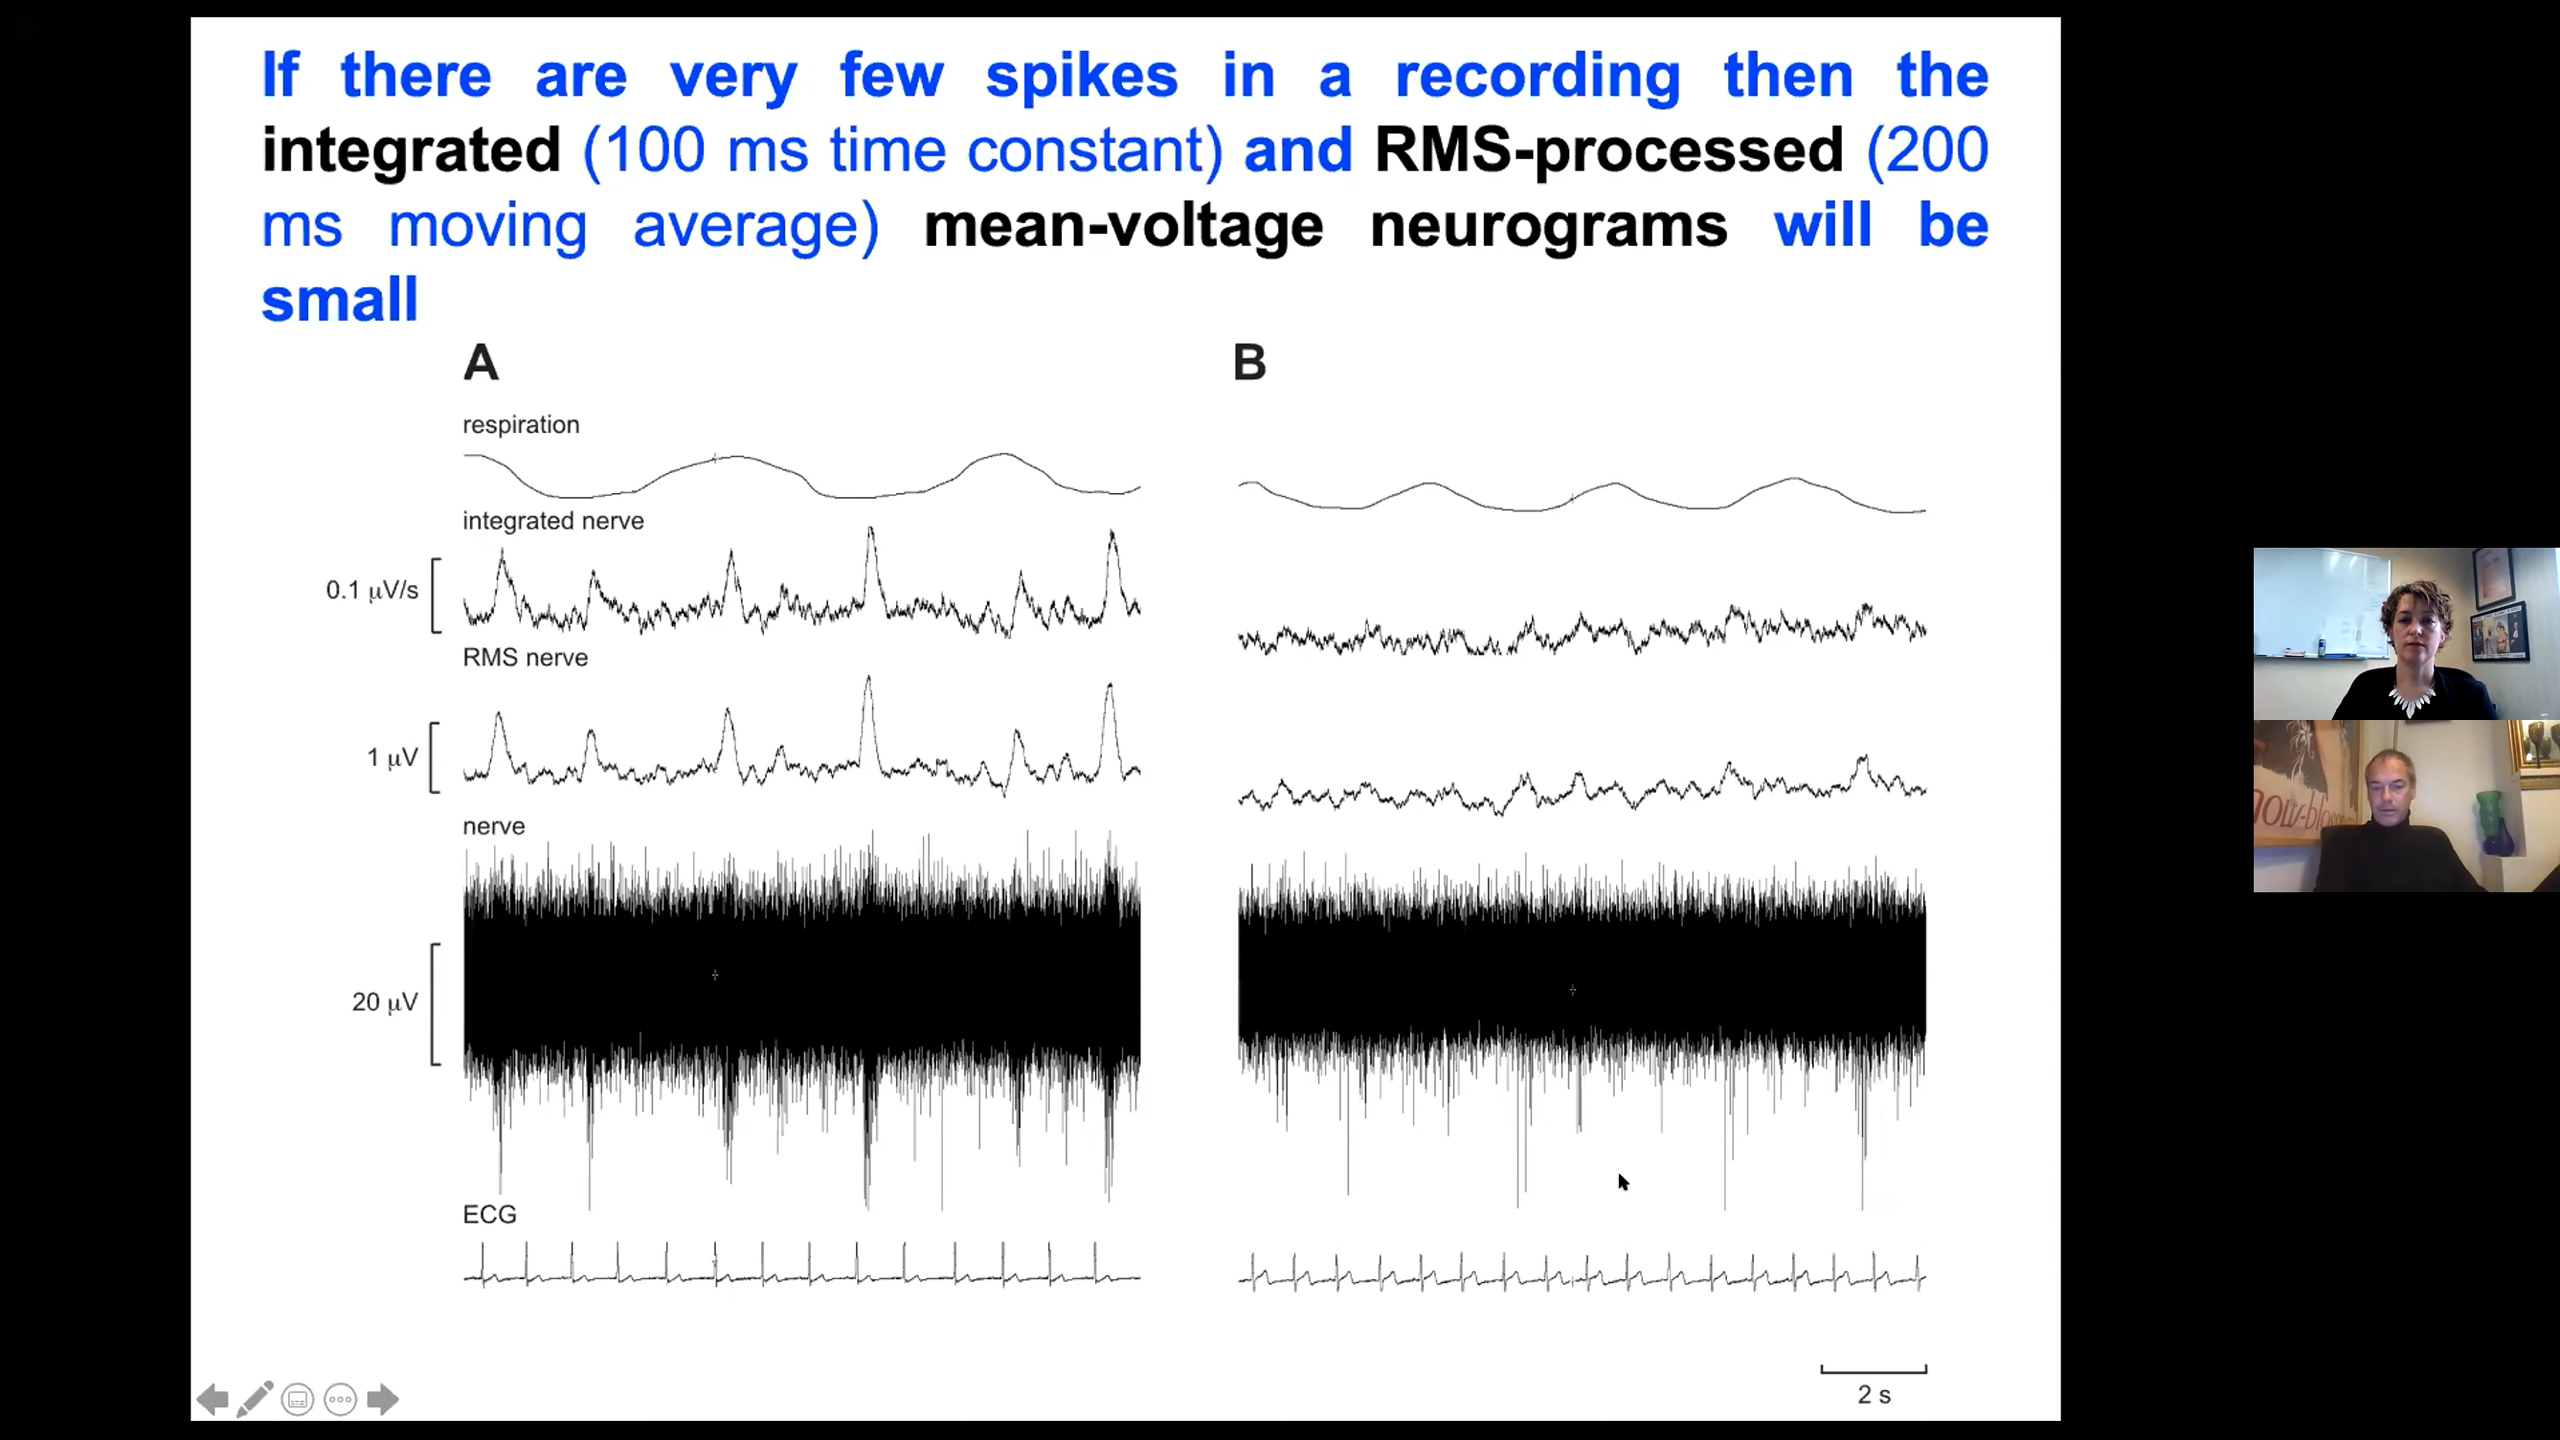 If there are very few spikes in a recording then the
integrated (100 ms time constant) and RMS-processed (200
ms moving average) mean-voltage neurograms will be
small
A
B
respiration
integrated nerve
0.1 µV/s
RMS nerve
1 µV
nerve
20 µV
ECG
2 s